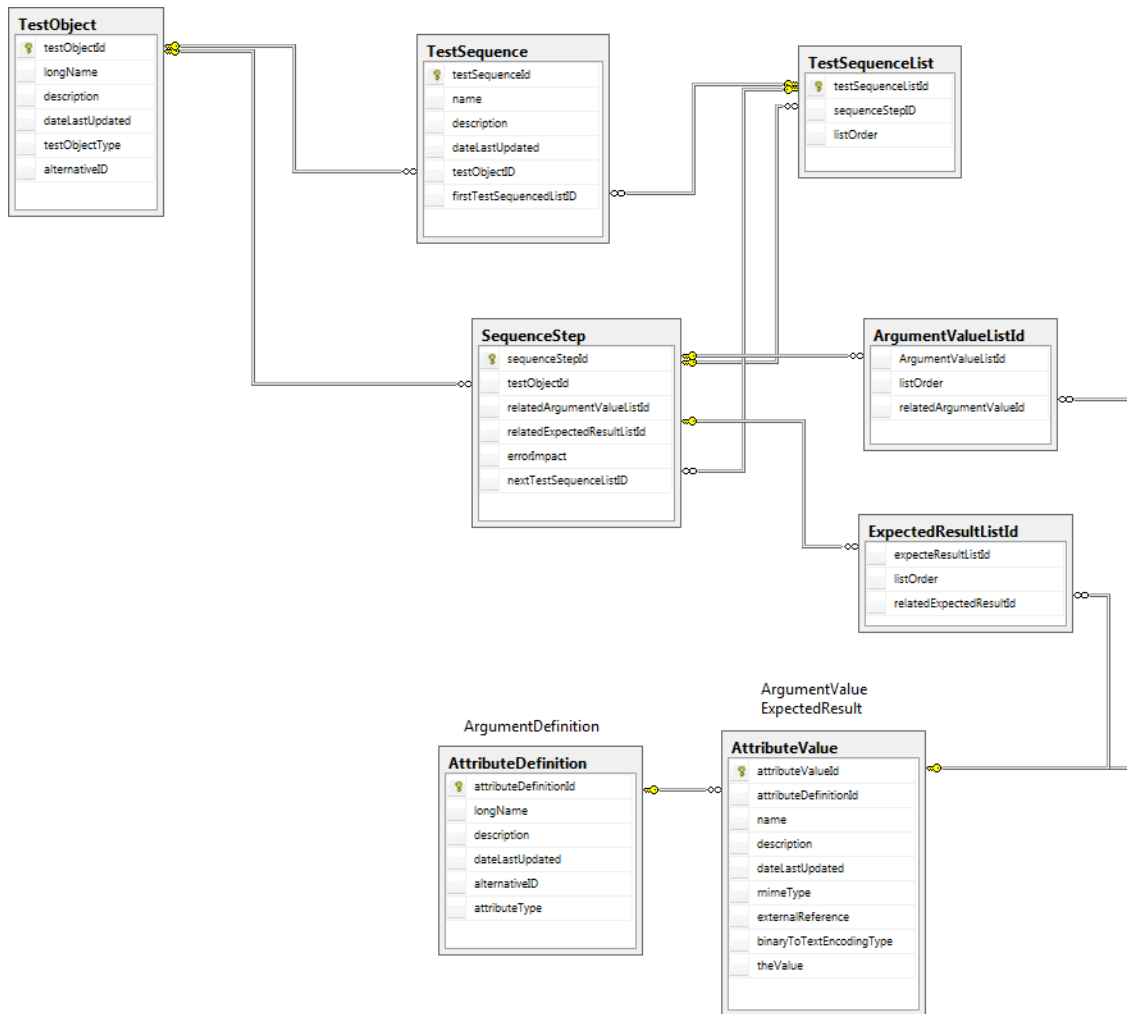 TestObject
testObjectId
longName
description
dateLastUpdated
testObjectType
alternativeID
TestSequence
testSequenceId
name
description
dateLastUpdated
testObjectID
firstTestSequencedListID
TestSequenceList
testSequenceListId
sequenceStepID
listOrder
SequenceStep
sequenceStepId
testObjectId
relatedArgumentValueListId
relatedExpectedResultListId
errorImpact
nextTestSequenceListID
ArgumentValueListId
ArgumentValueListId
listOrder
relatedArgumentValueId
ExpectedResultListId
expecteResultListId
listOrder
relatedExpectedResultId
ArgumentDefinition
AttributeDefinition
attributeDefinitionId
longName
description
dateLastUpdated
alternativeID
attributeType
ArgumentValue
ExpectedResult
AttributeValue
attributeValueId
attributeDefinitionId
name
description
dateLastUpdated
mimeType
externalReference
binaryToTextEncodingType
theValue